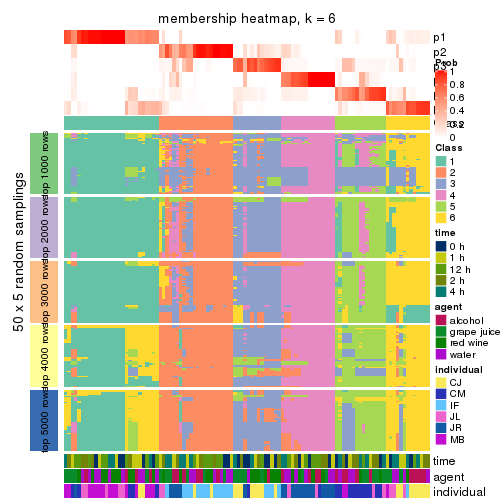 membership heatmap, k = 6
p1
p2
p3
Prob
1
0.8
0.6
0.4
0.2
0
Class
1
2
3
4
5
6
time
0 h
1 h
12 h
2 h
4 h
agent
alcohol
grape juice
red wine
water
individual
CJ
CM
IF
JL
JR
MB
50 x 5 random samplings
top 1000 rows
top 2000 rows
top 3000 rows
top 4000 rows
top 5000 rows
time
agent
individual